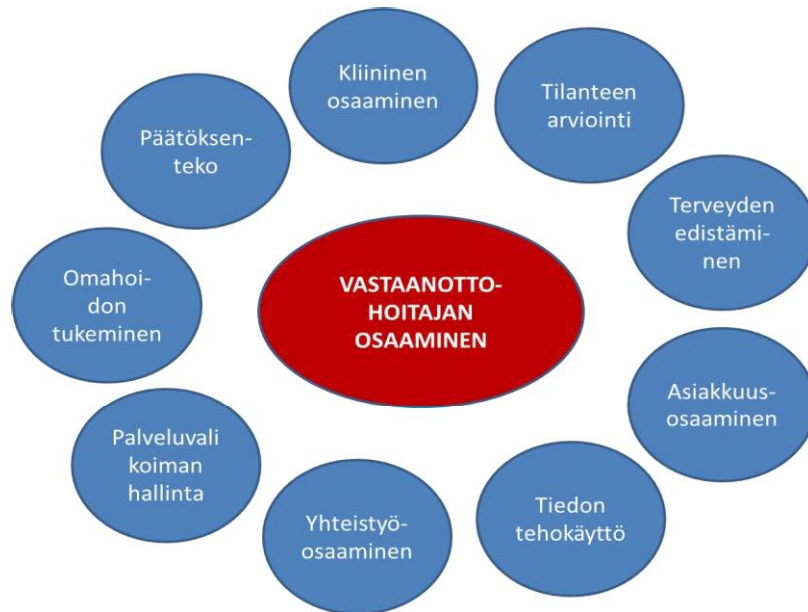 Kliininen
osaaminen
Tilanteen
arviointi
Päätöksen-
teko
Terveyden
edistämi-
nen
Omahoi-
don
tukeminen
VASTAANOTTO-
HOITAJAN
OSAAMINEN
Asiakkuus-
osaaminen
Palveluvali
koiman
hallinta
Tiedon
tehokäyttö
Yhteistyö-
osaaminen